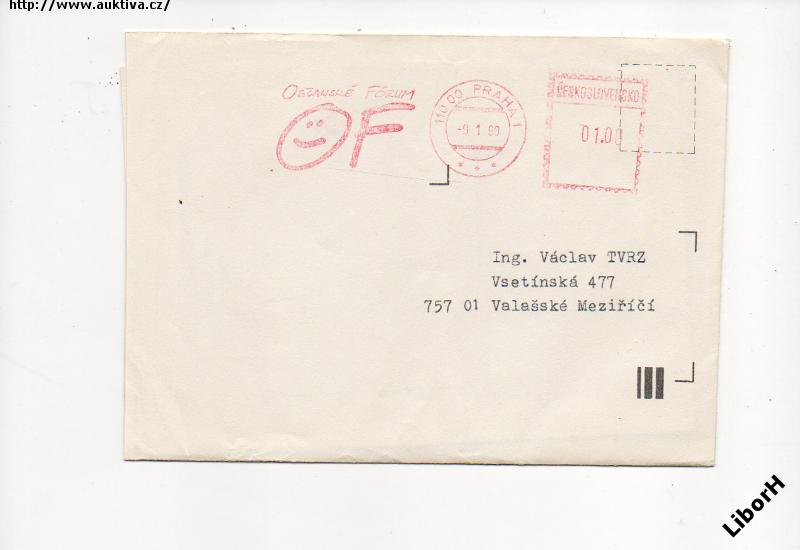 http://www.auktiva.cz/
OBČANSKÉ FÓRUM
OF
110 00 PRAHA 1
-9. 1 90
ČESKOSLOVENSKO
01.00
Ing. Václav TVRZ
Vsetínská 477
757 01 Valašské Meziříčí
LiborH